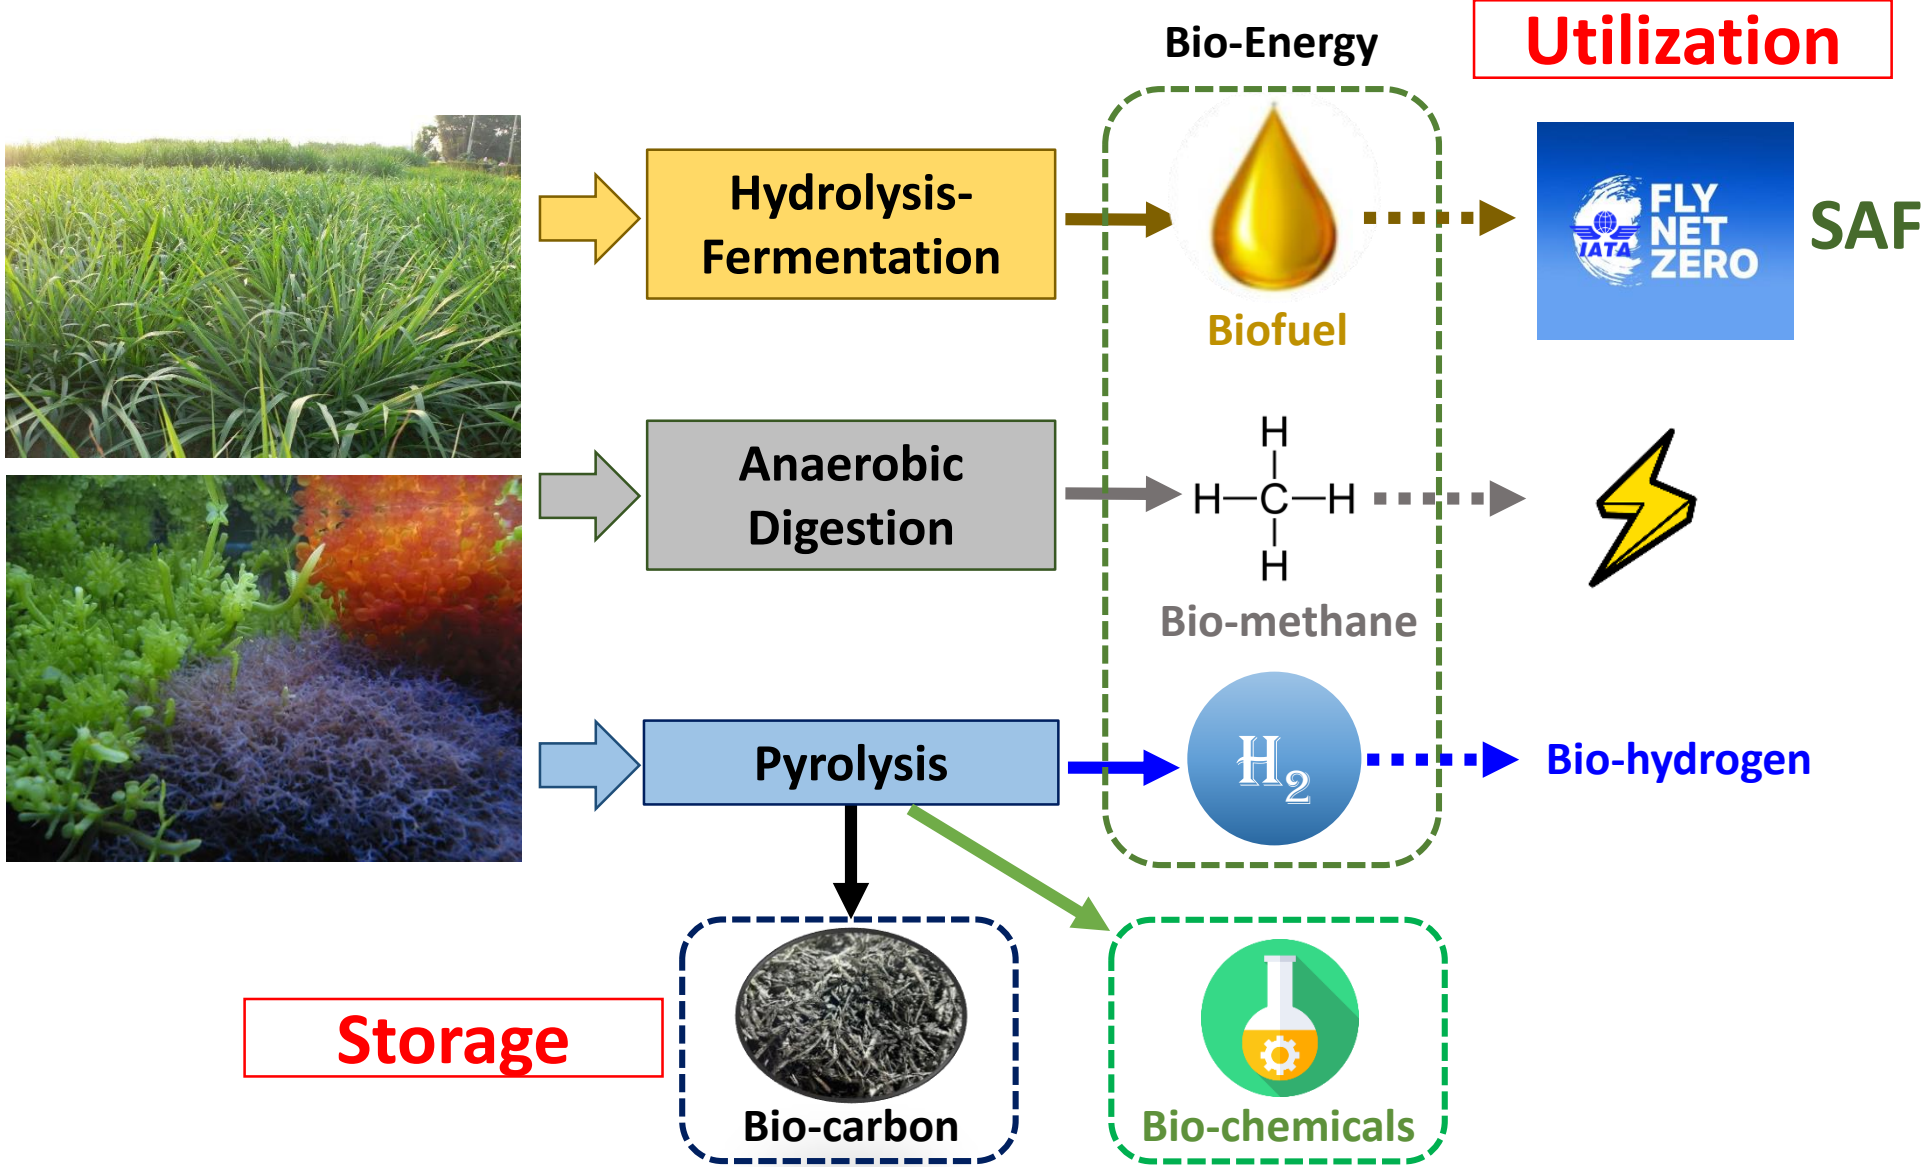 Bio-Energy
Utilization
Hydrolysis-
Fermentation
Biofuel
IATA
FLY
NET
ZERO
SAF
Anaerobic
Digestion
H
H C H
H
Bio-methane
Pyrolysis
H2
Bio-hydrogen
Storage
Bio-carbon
Bio-chemicals